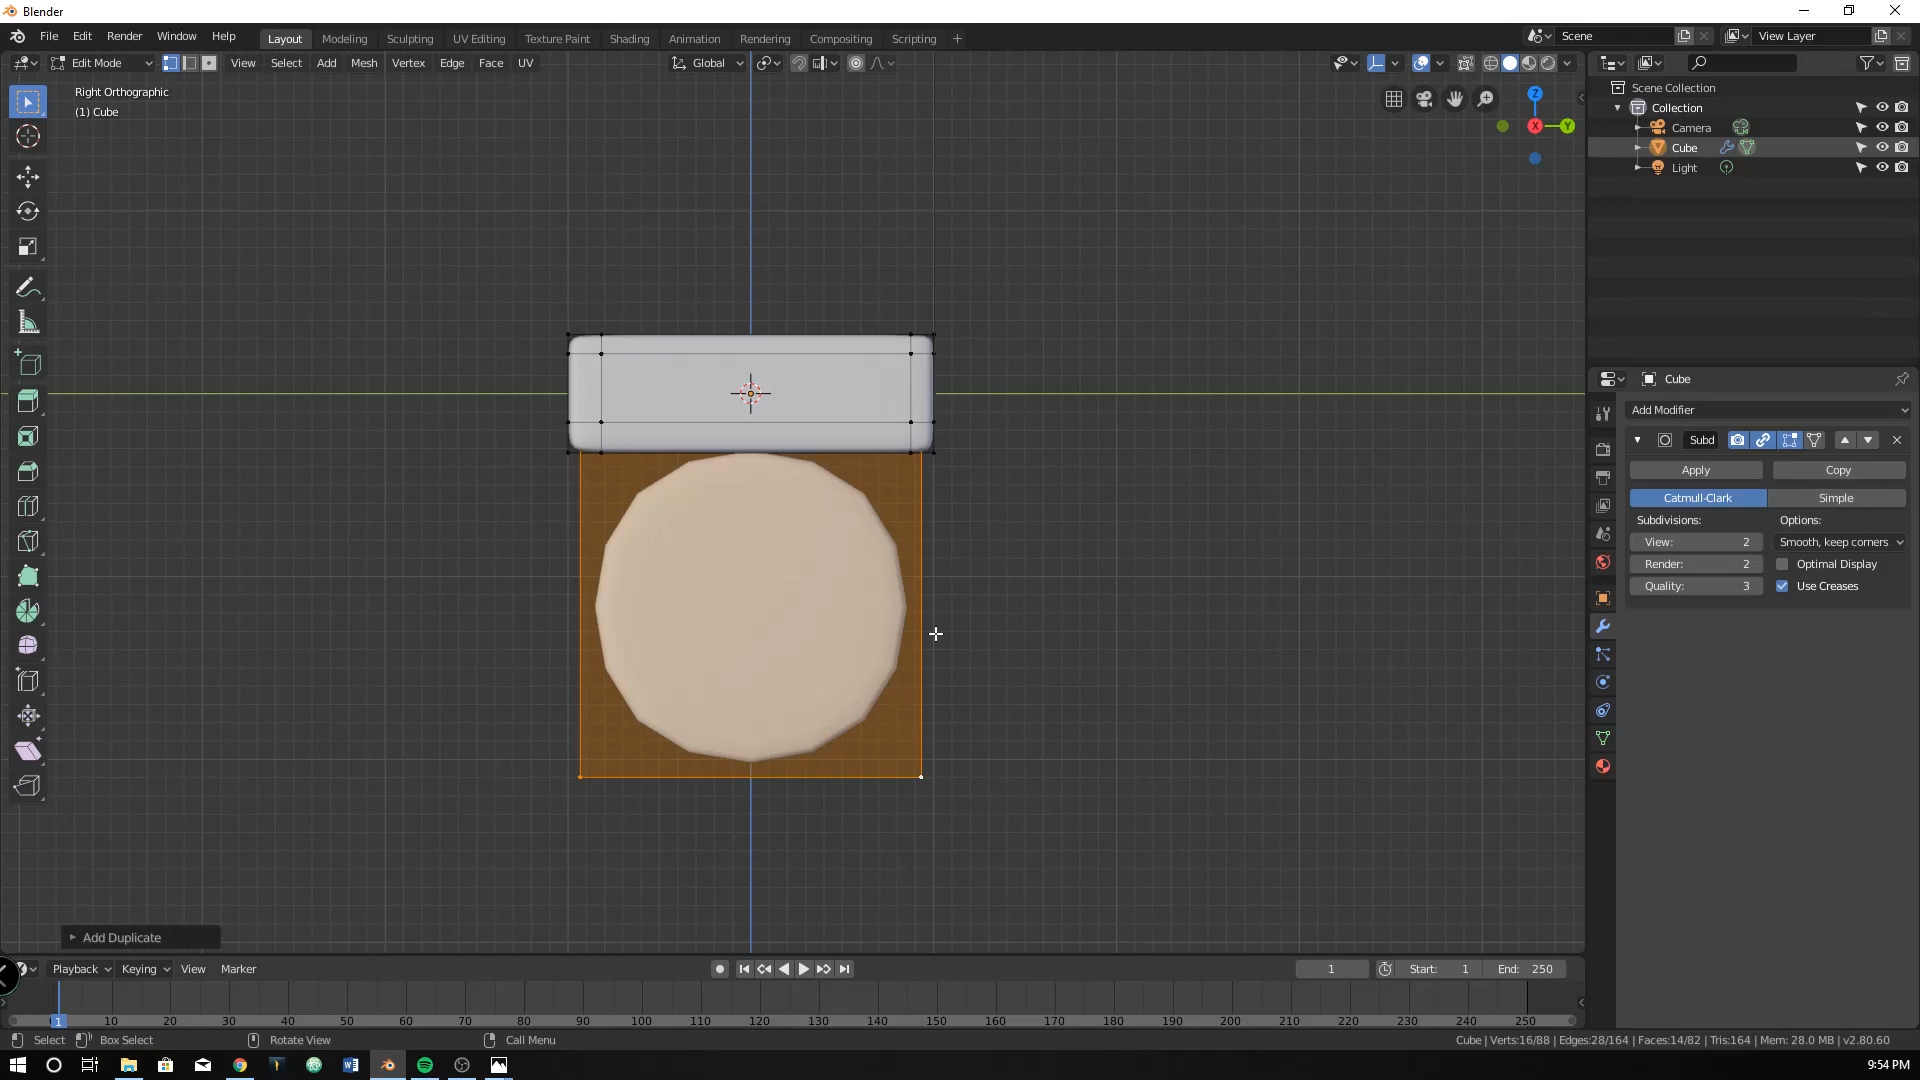 Blender
File Edit Render Window Help Layout Modeling Sculpting UV Editing Texture Paint Shading Animation Rendering Compositing Scripting + Scene View Layer
Edit Mode View Select Add Mesh Vertex Edge Face UV Global
Right Orthographic
(1) Cube
Z
X
Y
Scene Collection
Collection
Camera
Cube
Light
Cube
Add Modifier
Subd
Apply Copy
Catmull-Clark Simple
Subdivisions: Options:
View: 2 Smooth, keep corners
Render: 2 Optimal Display
Quality: 3 Use Creases
Add Duplicate
Playback Keying View Marker 1 Start: 1 End: 250
1 10 20 30 40 50 60 70 80 90 100 110 120 130 140 150 160 170 180 190 200 210 220 230 240 250
Select Box Select Rotate View Call Menu Cube | Verts:16/88 | Edges:28/164 | Faces:14/82 | Tris:164 | Mem: 28.0 MB | v2.80.60
9:54 PM